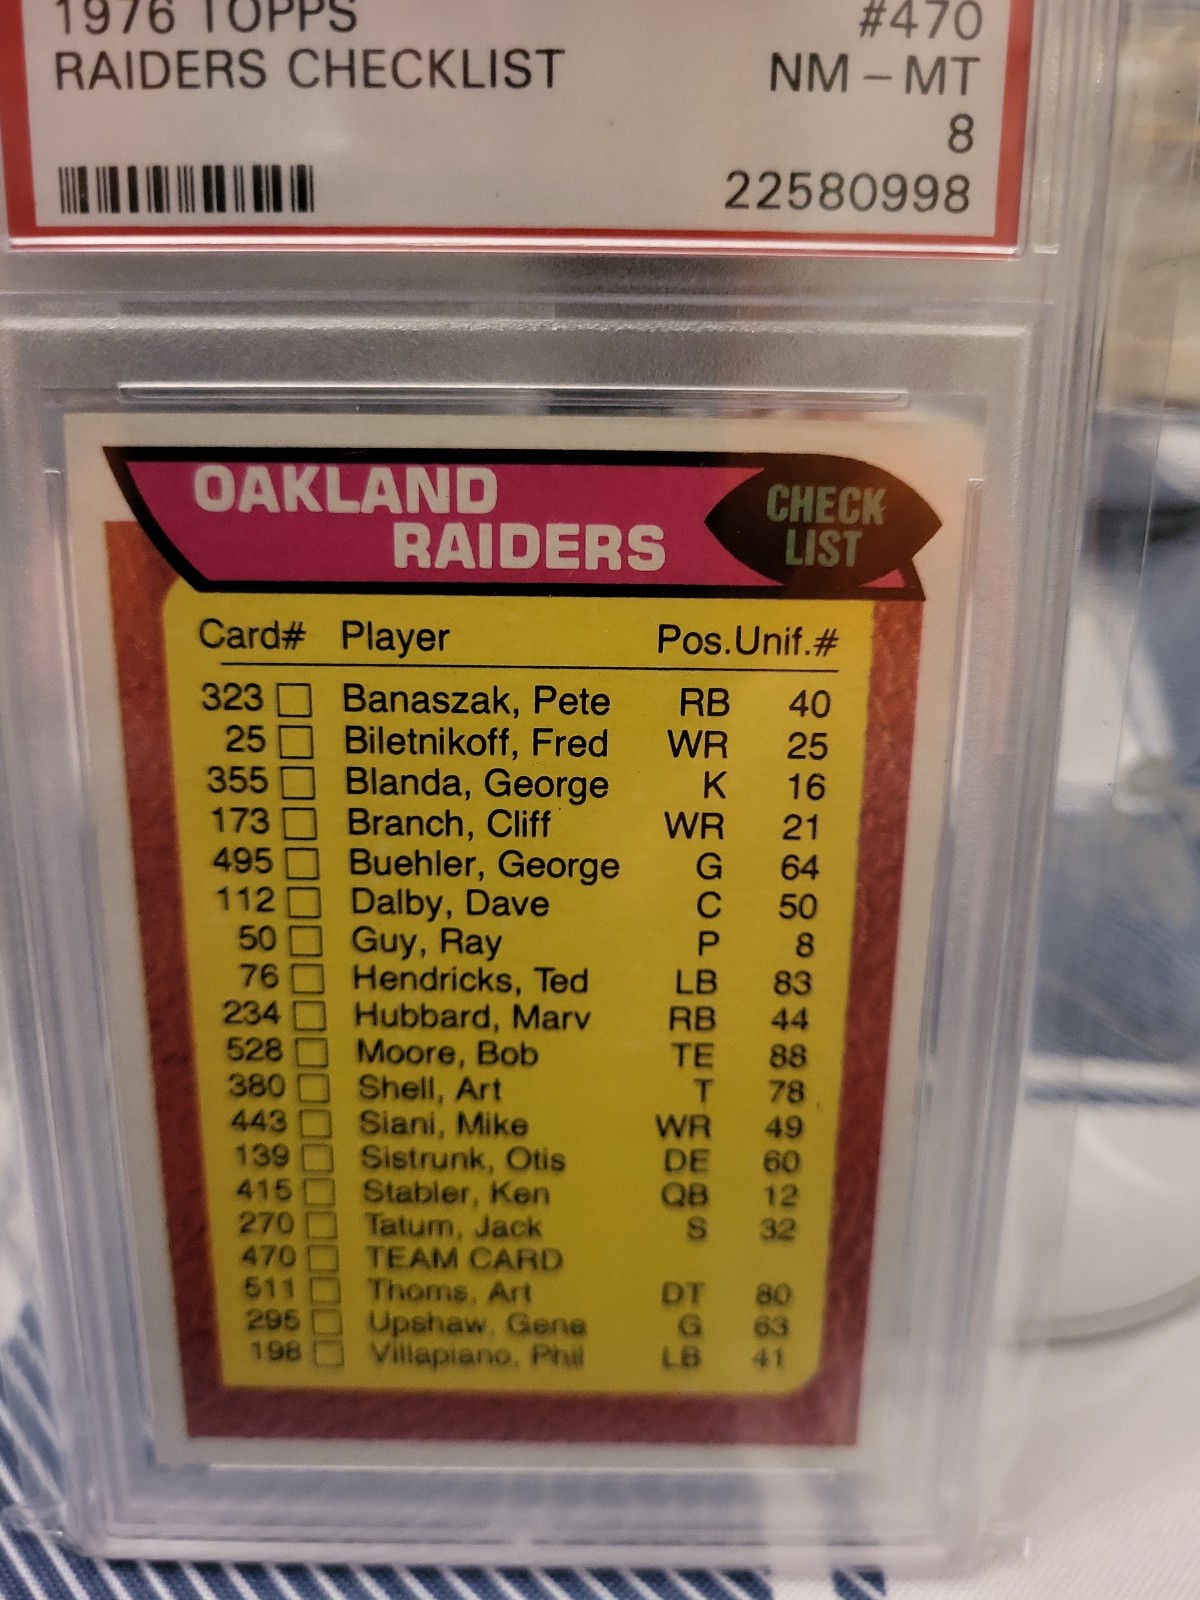 1976 TOPPS #470
RAIDERS CHECKLIST NM - MT
8
22580998
OAKLAND
RAIDERS
CHECK
LIST
Card# Player Pos. Unif.#
323 Banaszak, Pete RB 40
25 Biletnikoff, Fred WR 25
355 Blanda, George K 16
173 Branch, Cliff WR 21
495 Buehler, George G 64
112 Dalby, Dave C 50
50 Guy, Ray P 8
76 Hendricks, Ted LB 83
234 Hubbard, Marv RB 44
528 Moore, Bob TE 88
380 Shell, Art T 78
443 Siani, Mike WR 49
139 Sistrunk, Otis DE 60
415 Stabler, Ken QB 12
270 Tatum, Jack S 32
470 TEAM CARD
511 Thoms, Art DT 80
295 Upshaw, Gene G 63
198 Villapiano, Phil LB 41